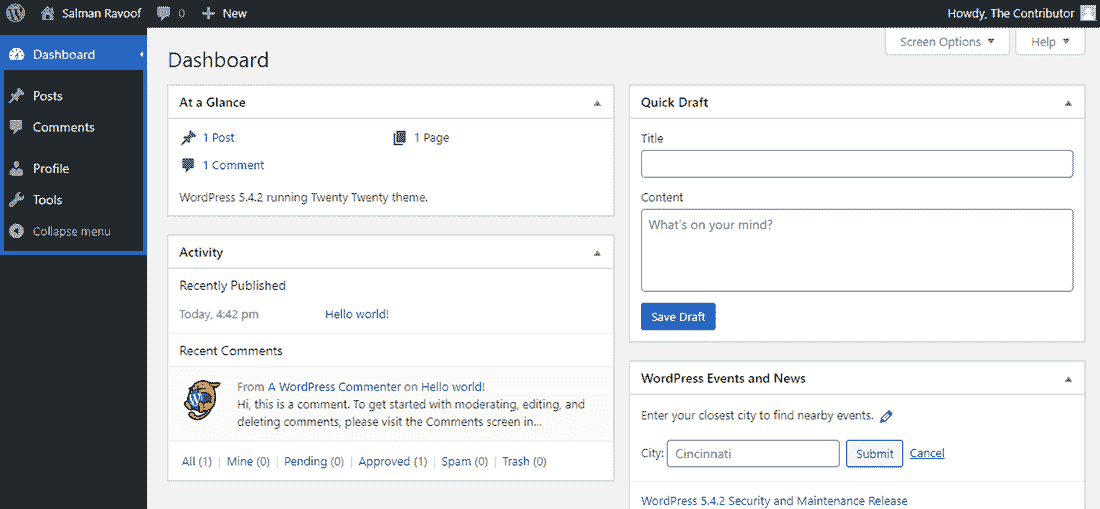 Salman Ravoof 0 New Howdy, The Contributor
Dashboard
Posts
Comments
Profile
Tools
Collapse menu
Screen Options Help
Dashboard
At a Glance
1 Post 1 Page
1 Comment
WordPress 5.4.2 running Twenty Twenty theme.
Activity
Recently Published
Today, 4:42 pm Hello world!
Recent Comments
From A WordPress Commenter on Hello world!
Hi, this is a comment. To get started with moderating, editing, and
deleting comments, please visit the Comments screen in…
All (1) | Mine (0) | Pending (0) | Approved (1) | Spam (0) | Trash (0)
Quick Draft
Title
Content
What's on your mind?
Save Draft
WordPress Events and News
Enter your closest city to find nearby events.
City: Cincinnati Submit Cancel
WordPress 5.4.2 Security and Maintenance Release